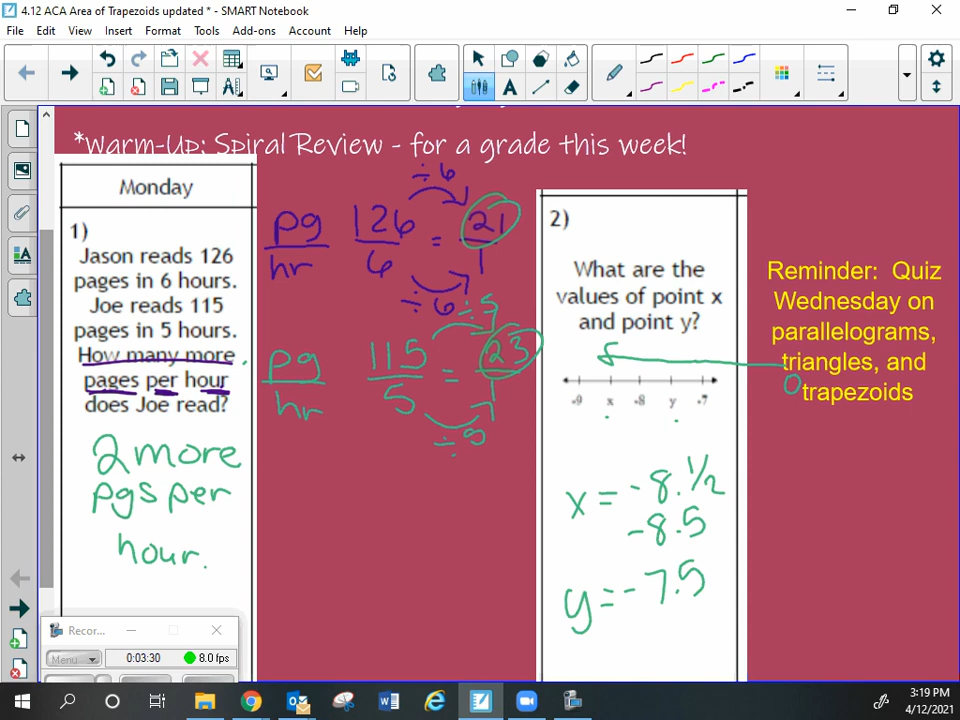 4.12 ACA Area of Trapezoids updated * - SMART Notebook
File Edit View Insert Format Tools Add-ons Account Help
*Warm-Up: Spiral Review - for a grade this week!
Monday
1)
Jason reads 126
pages in 6 hours.
Joe reads 115
pages in 5 hours.
How many more
pages per hour
does Joe read?
2 more
pgs per
hour.
÷6
pg 126 = 21
hr 6 1
÷6
÷5
pg 115 = 23
hr 5 1
÷5
2)
What are the
values of point x
and point y?
0
-9 x -8 y -7
x = -8.1/2
-8.5
y = -7.5
Reminder: Quiz
Wednesday on
parallelograms,
triangles, and
trapezoids
Recor...
Menu 0:03:30 8.0 fps
3:19 PM
4/12/2021